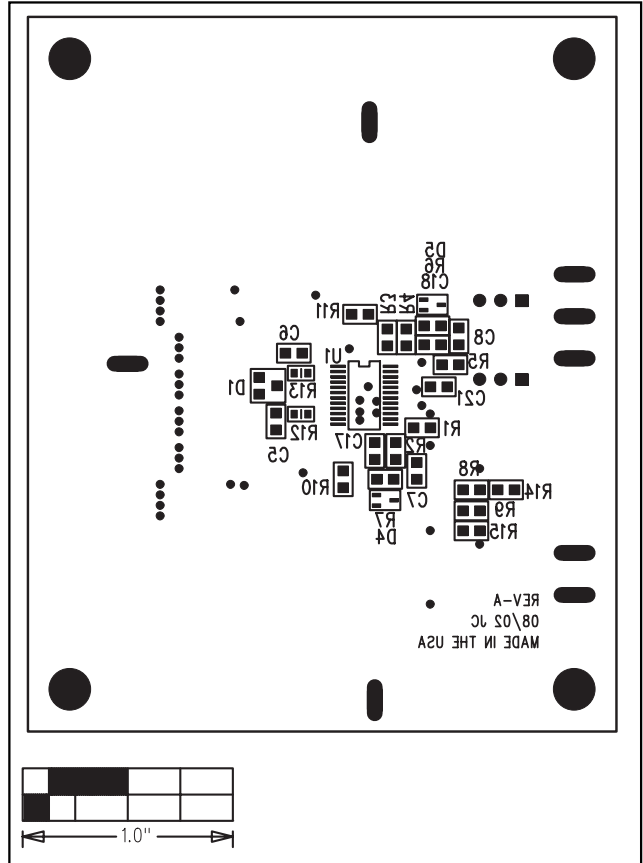 D5
R6
C18
R3
R4
R11
C8
C6
U1
R5
D1
R13
C21
R12
C17
R1
C5
R2
R8
R10
C7
R14
R7
R9
D4
R15
REV-A
08/02 JC
MADE IN THE USA
1.0"